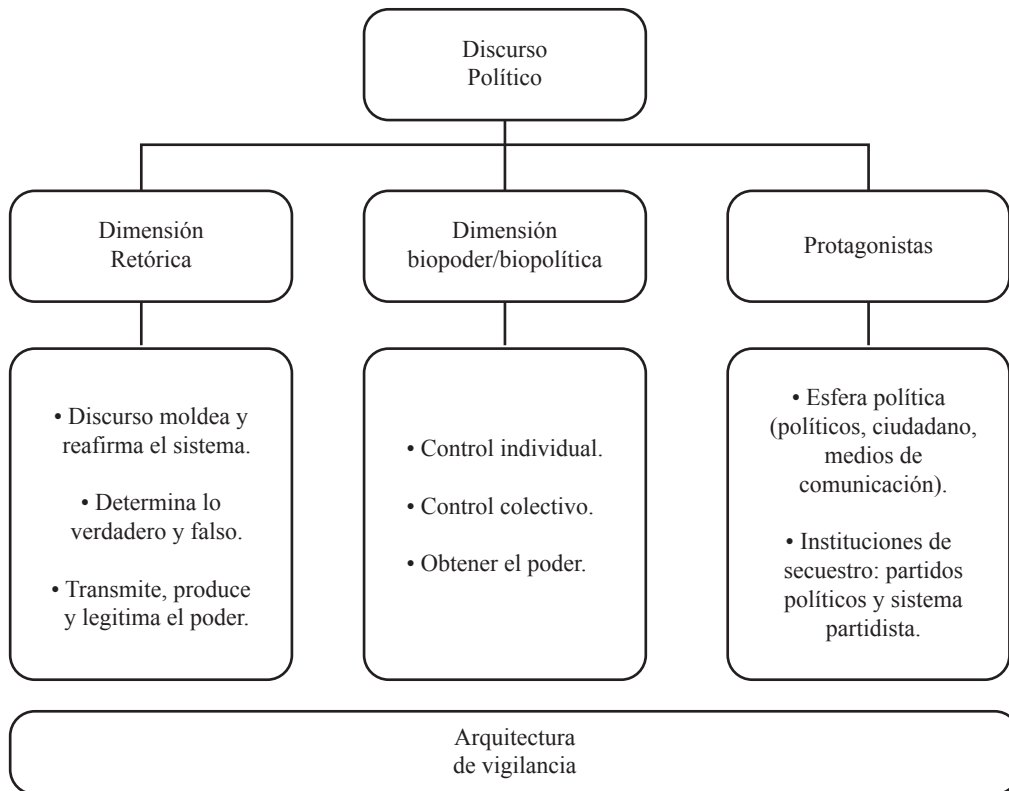 Discurso
Político
Dimensión
Retórica
Dimensión
biopoder/biopolítica
Protagonistas
• Discurso moldea y
reafirma el sistema.
• Determina lo
verdadero y falso.
• Transmite, produce
y legitima el poder.
• Control individual.
• Control colectivo.
• Obtener el poder.
• Esfera política
(políticos, ciudadano,
medios de
comunicación).
• Instituciones de
secuestro: partidos
políticos y sistema
partidista.
Arquitectura
de vigilancia